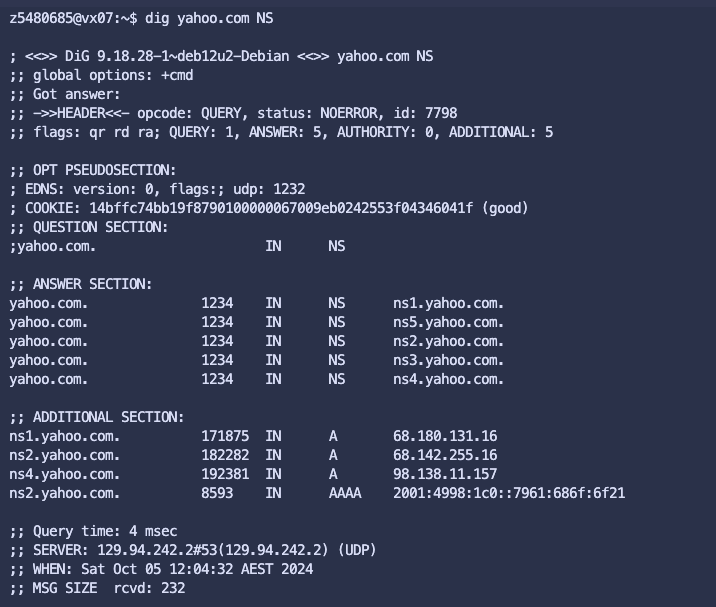 z5480685@vx07:~$ dig yahoo.com NS
; <<>> DiG 9.18.28-1~deb12u2-Debian <<>> yahoo.com NS
;; global options: +cmd
;; Got answer:
;; ->>HEADER<<- opcode: QUERY, status: NOERROR, id: 7798
;; flags: qr rd ra; QUERY: 1, ANSWER: 5, AUTHORITY: 0, ADDITIONAL: 5
;; OPT PSEUDOSECTION:
; EDNS: version: 0, flags:; udp: 1232
; COOKIE: 14bffc74bb19f8790100000067009eb0242553f04346041f (good)
;; QUESTION SECTION:
;yahoo.com. IN NS
;; ANSWER SECTION:
yahoo.com. 1234 IN NS ns1.yahoo.com.
yahoo.com. 1234 IN NS ns5.yahoo.com.
yahoo.com. 1234 IN NS ns2.yahoo.com.
yahoo.com. 1234 IN NS ns3.yahoo.com.
yahoo.com. 1234 IN NS ns4.yahoo.com.
;; ADDITIONAL SECTION:
ns1.yahoo.com. 171875 IN A 68.180.131.16
ns2.yahoo.com. 182282 IN A 68.142.255.16
ns4.yahoo.com. 192381 IN A 98.138.11.157
ns2.yahoo.com. 8593 IN AAAA 2001:4998:1c0::7961:686f:6f21
;; Query time: 4 msec
;; SERVER: 129.94.242.2#53(129.94.242.2) (UDP)
;; WHEN: Sat Oct 05 12:04:32 AEST 2024
;; MSG SIZE rcvd: 232